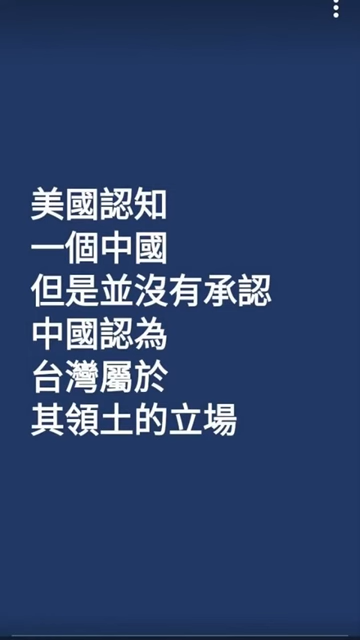 美國認知
一個中國
但是並沒有承認
中國認為
台灣屬於
其領土的立場